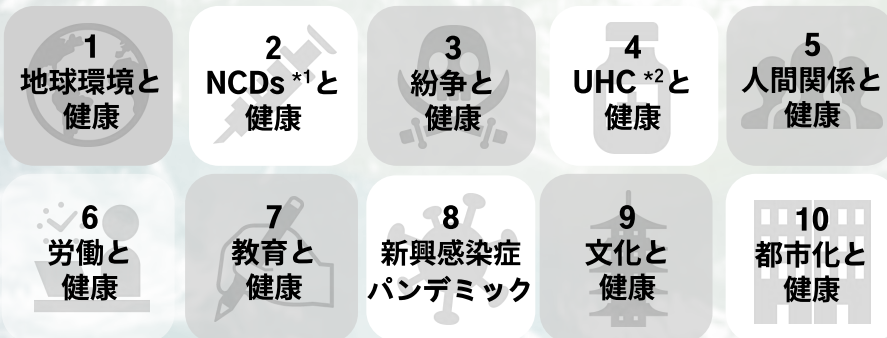 1
地球環境と
健康
2
NCDs *1と
健康
3
紛争と
健康
4
UHC *2と
健康
5
人間関係と
健康
6
労働と
健康
7
教育と
健康
8
新興感染症
パンデミック
9
文化と
健康
10
都市化と
健康